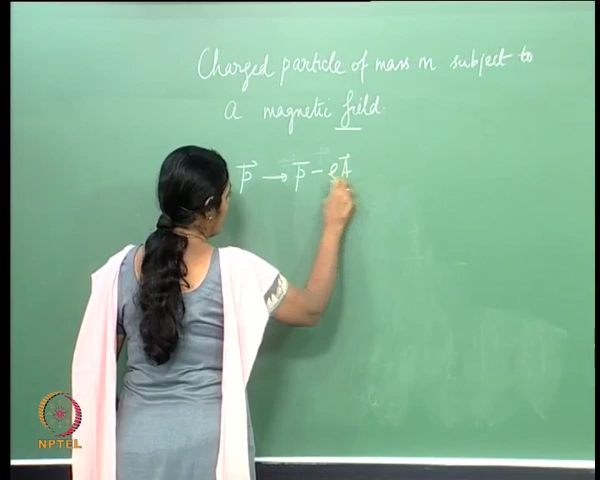 Charged particle of mass m subject to
a magnetic field.
p⃗ → p⃗ - eA⃗
NPTEL